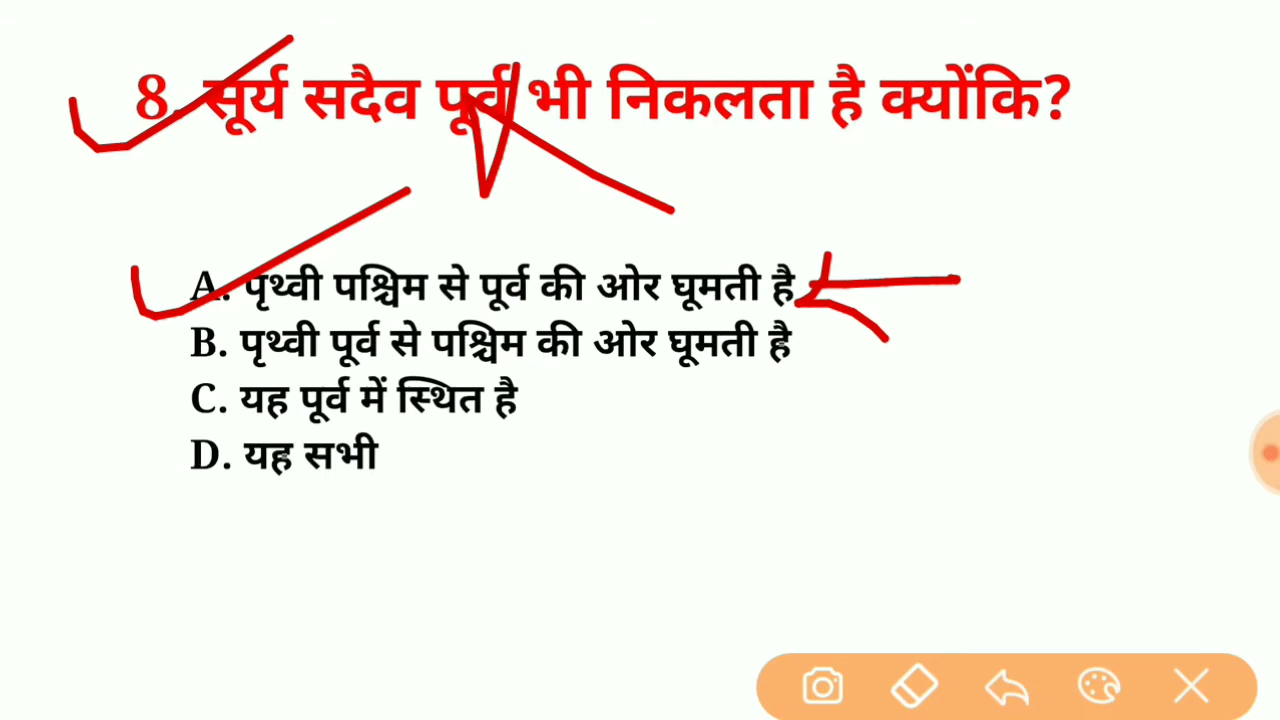 8. सूर्य सदैव पूर्व भी निकलता है क्योंकि?
A. पृथ्वी पश्चिम से पूर्व की ओर घूमती है
B. पृथ्वी पूर्व से पश्चिम की ओर घूमती है
C. यह पूर्व में स्थित है
D. यह सभी